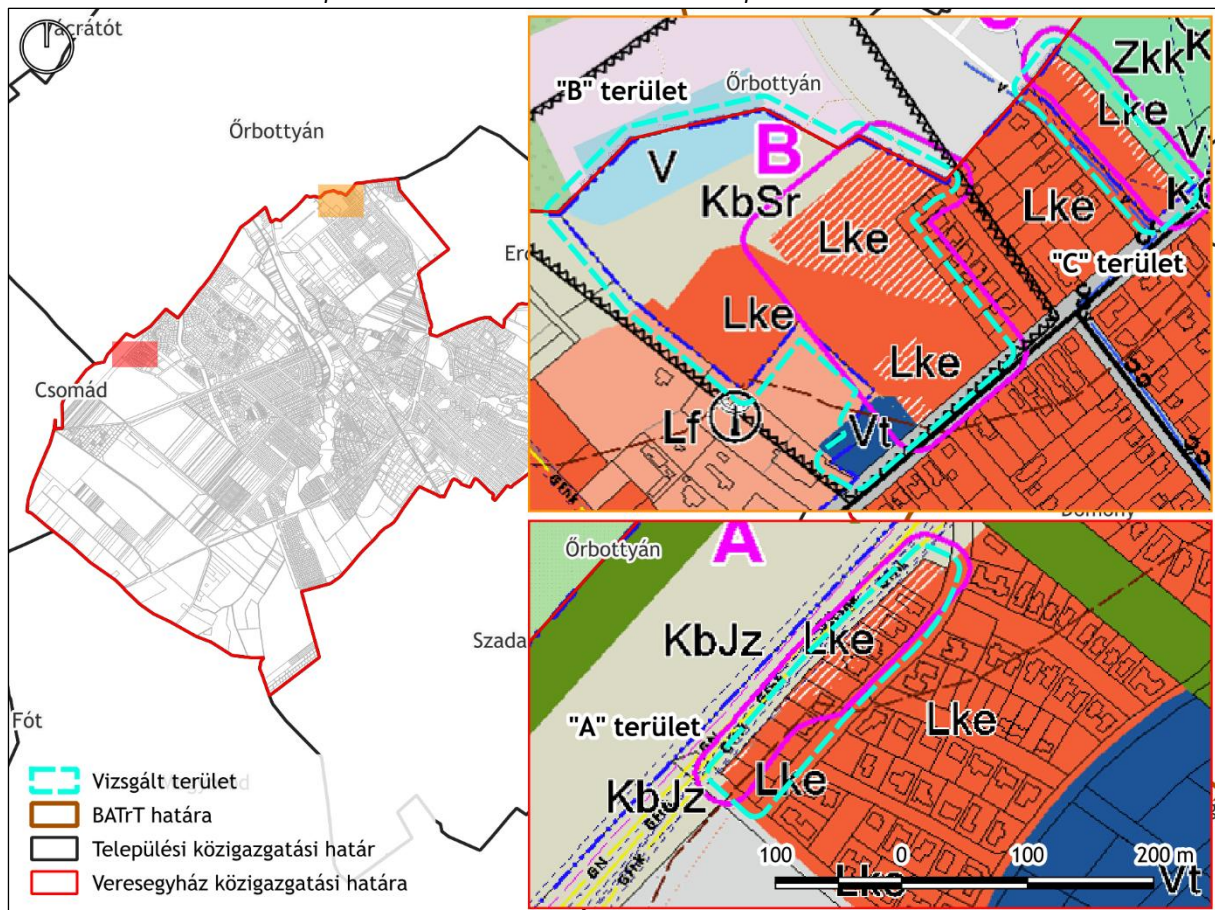 Vácrátót
Őrbottyán
Csomád
Fót
Szada
Vizsgált terület
BATrT határa
Települési közigazgatási határ
Veresegyház közigazgatási határa
"B" terület
Őrbottyán
B
V
KbSr
Lke
Lke
Lke
Lf
Vt
Zkk
Lke
Lke
"C" terület
Őrbottyán
A
KbJz
Lke
"A" terület
Lke
Lke
KbJz
GN
100 0 100 200 m
Lke
Vt